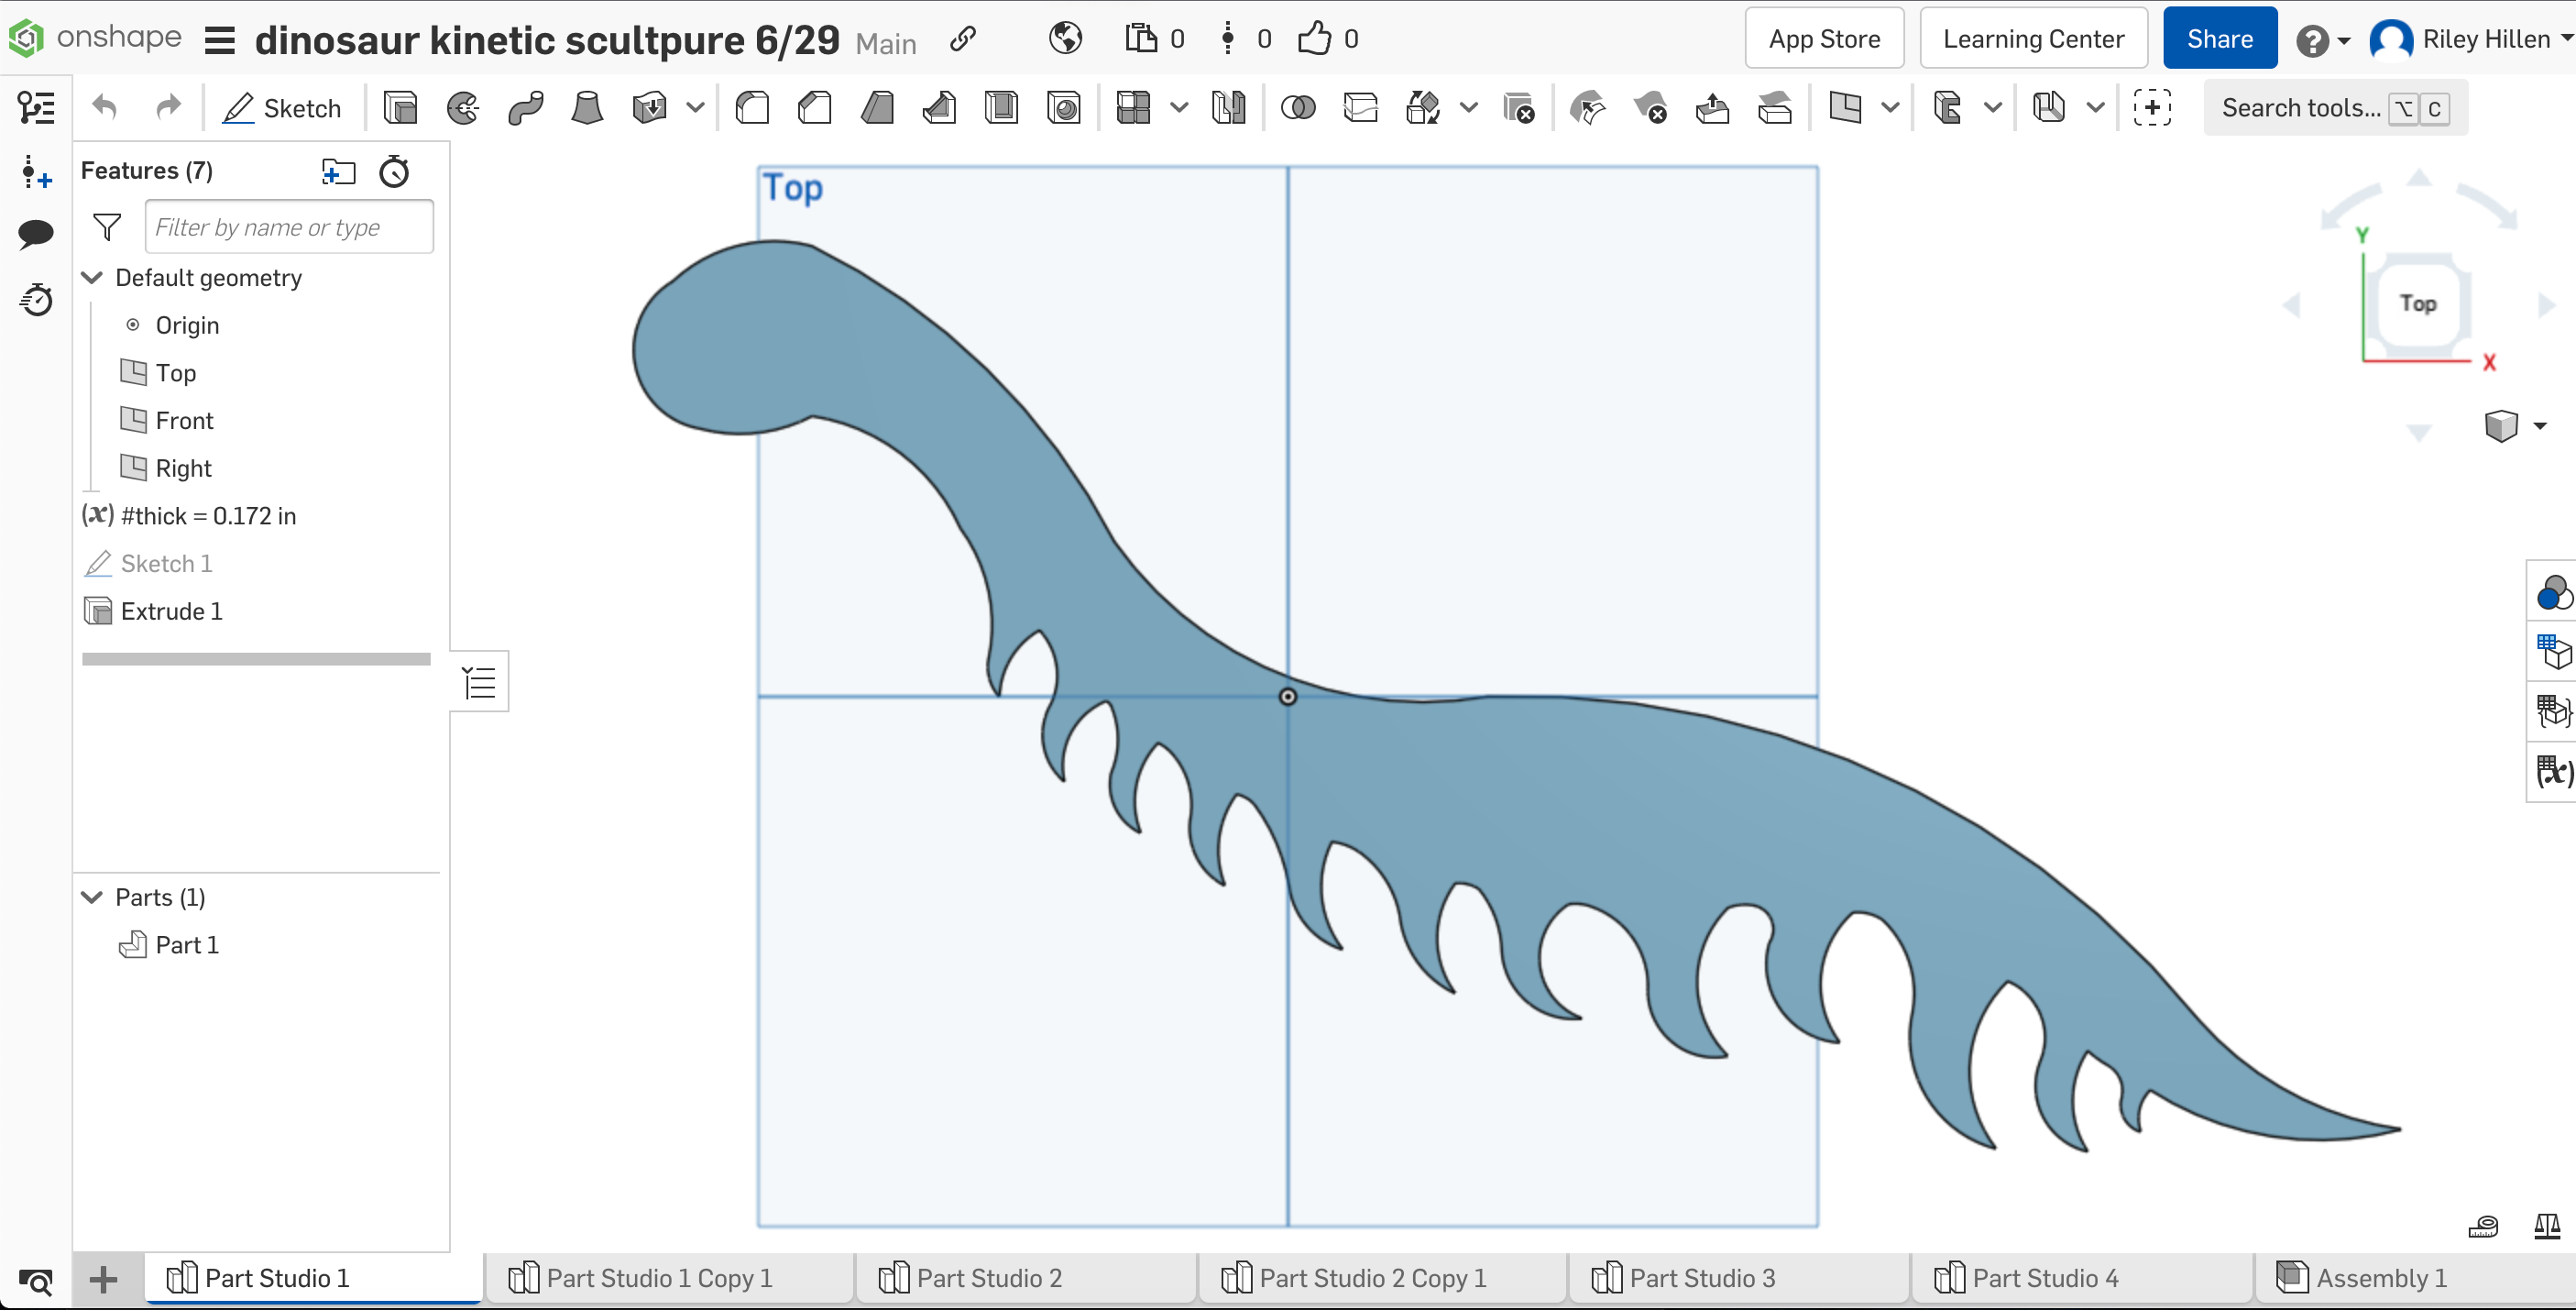 onshape dinosaur kinetic scultpure 6/29 Main 0 0 0 App Store Learning Center Share ? Riley Hillen
Sketch Search tools... ⌥ C
Features (7)
Filter by name or type
Default geometry
Origin
Top
Front
Right
(x) #thick = 0.172 in
Sketch 1
Extrude 1
Parts (1)
Part 1
Top
Y
Top
X
(x)
Part Studio 1 Part Studio 1 Copy 1 Part Studio 2 Part Studio 2 Copy 1 Part Studio 3 Part Studio 4 Assembly 1